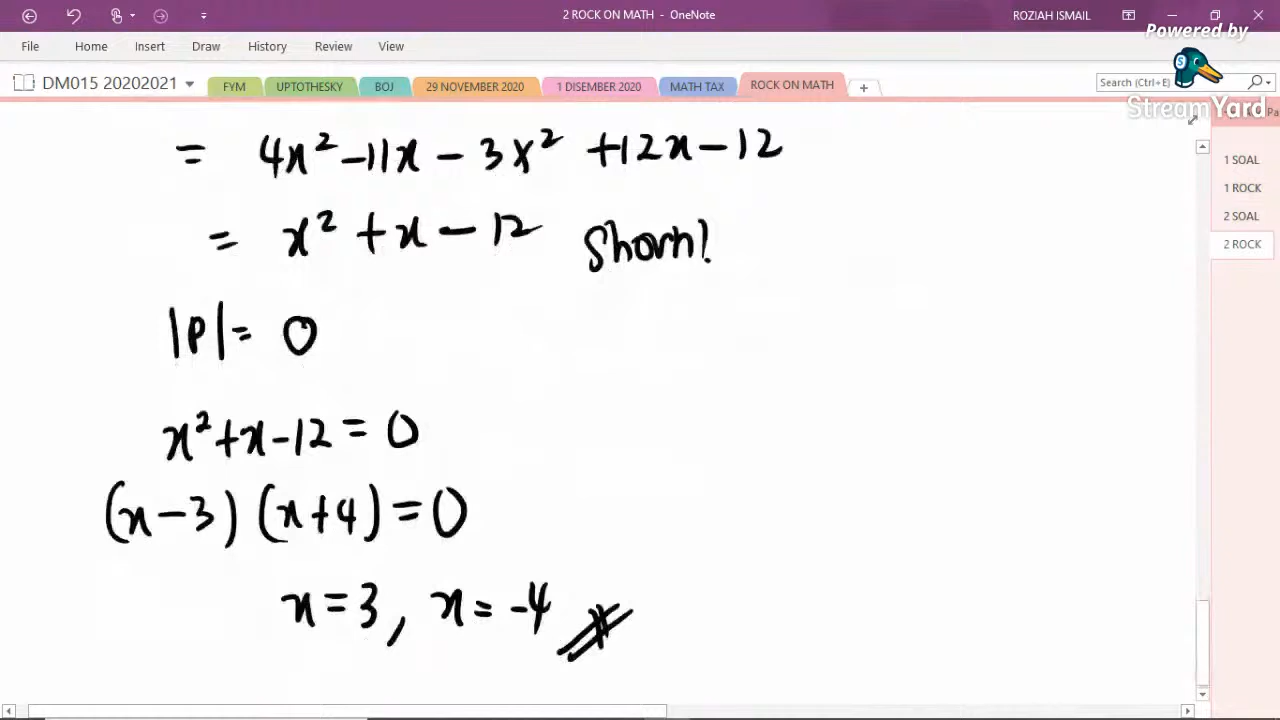 2 ROCK ON MATH - OneNote
ROZIAH ISMAIL
Powered by
File Home Insert Draw History Review View
DM015 20202021
FYM UPTOTHESKY BOJ 29 NOVEMBER 2020 1 DISEMBER 2020 MATH TAX ROCK ON MATH +
Search (Ctrl+E)
StreamYard
= 4x² -11x - 3x² +12x - 12
= x² + x - 12 Shown!
|P| = 0
x² + x - 12 = 0
(x - 3) (x + 4) = 0
x = 3, x = -4
1 SOAL
1 ROCK
2 SOAL
2 ROCK